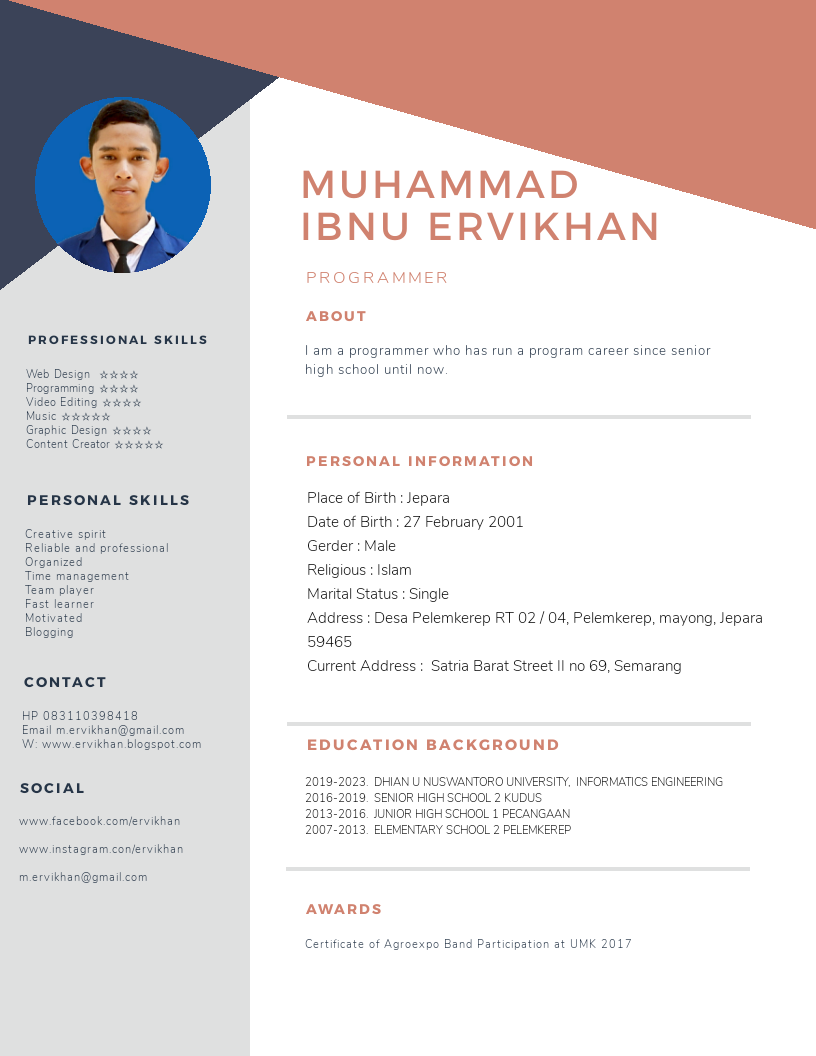 MUHAMMAD
IBNU ERVIKHAN
PROGRAMMER
ABOUT
I am a programmer who has run a program career since senior
high school until now.
PERSONAL INFORMATION
Place of Birth : Jepara
Date of Birth : 27 February 2001
Gerder : Male
Religious : Islam
Marital Status : Single
Address : Desa Pelemkerep RT 02 / 04, Pelemkerep, mayong, Jepara
59465
Current Address :  Satria Barat Street II no 69, Semarang
EDUCATION BACKGROUND
2019-2023.  DHIAN U NUSWANTORO UNIVERSITY,  INFORMATICS ENGINEERING
2016-2019.  SENIOR HIGH SCHOOL 2 KUDUS
2013-2016.  JUNIOR HIGH SCHOOL 1 PECANGAAN
2007-2013.  ELEMENTARY SCHOOL 2 PELEMKEREP
AWARDS
Certificate of Agroexpo Band Participation at UMK 2017
PROFESSIONAL SKILLS
Web Design  ☆☆☆☆
Programming ☆☆☆☆
Video Editing ☆☆☆☆
Music ☆☆☆☆☆
Graphic Design ☆☆☆☆
Content Creator ☆☆☆☆☆
PERSONAL SKILLS
Creative spirit
Reliable and professional
Organized
Time management
Team player
Fast learner
Motivated
Blogging
CONTACT
HP 083110398418
Email m.ervikhan@gmail.com
W: www.ervikhan.blogspot.com
SOCIAL
www.facebook.com/ervikhan
www.instagram.con/ervikhan
m.ervikhan@gmail.com